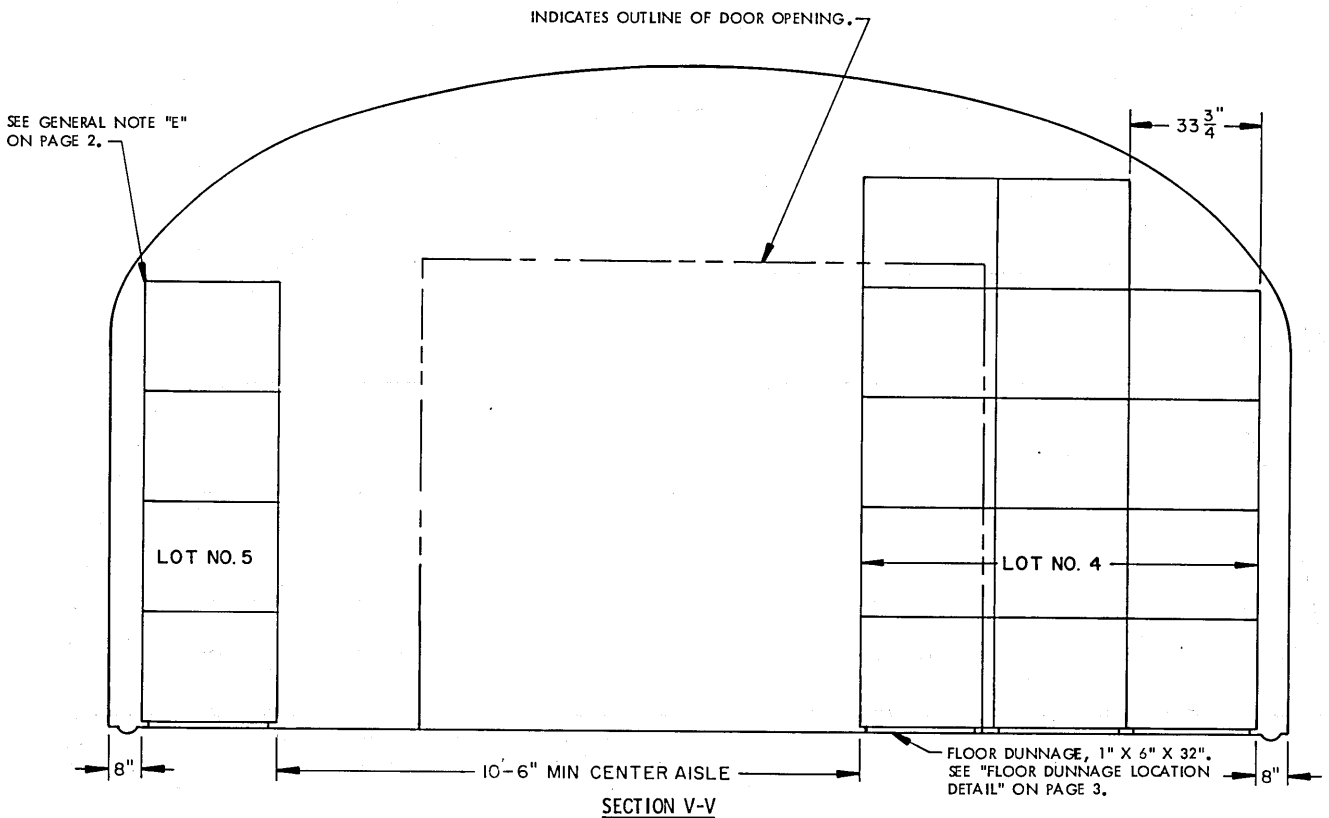 INDICATES OUTLINE OF DOOR OPENING.
SEE GENERAL NOTE "E"
ON PAGE 2.
33 3/4"
LOT NO. 5
LOT NO. 4
8"
10'-6" MIN CENTER AISLE
FLOOR DUNNAGE, 1" X 6" X 32".
SEE "FLOOR DUNNAGE LOCATION
DETAIL" ON PAGE 3.
8"
SECTION V-V